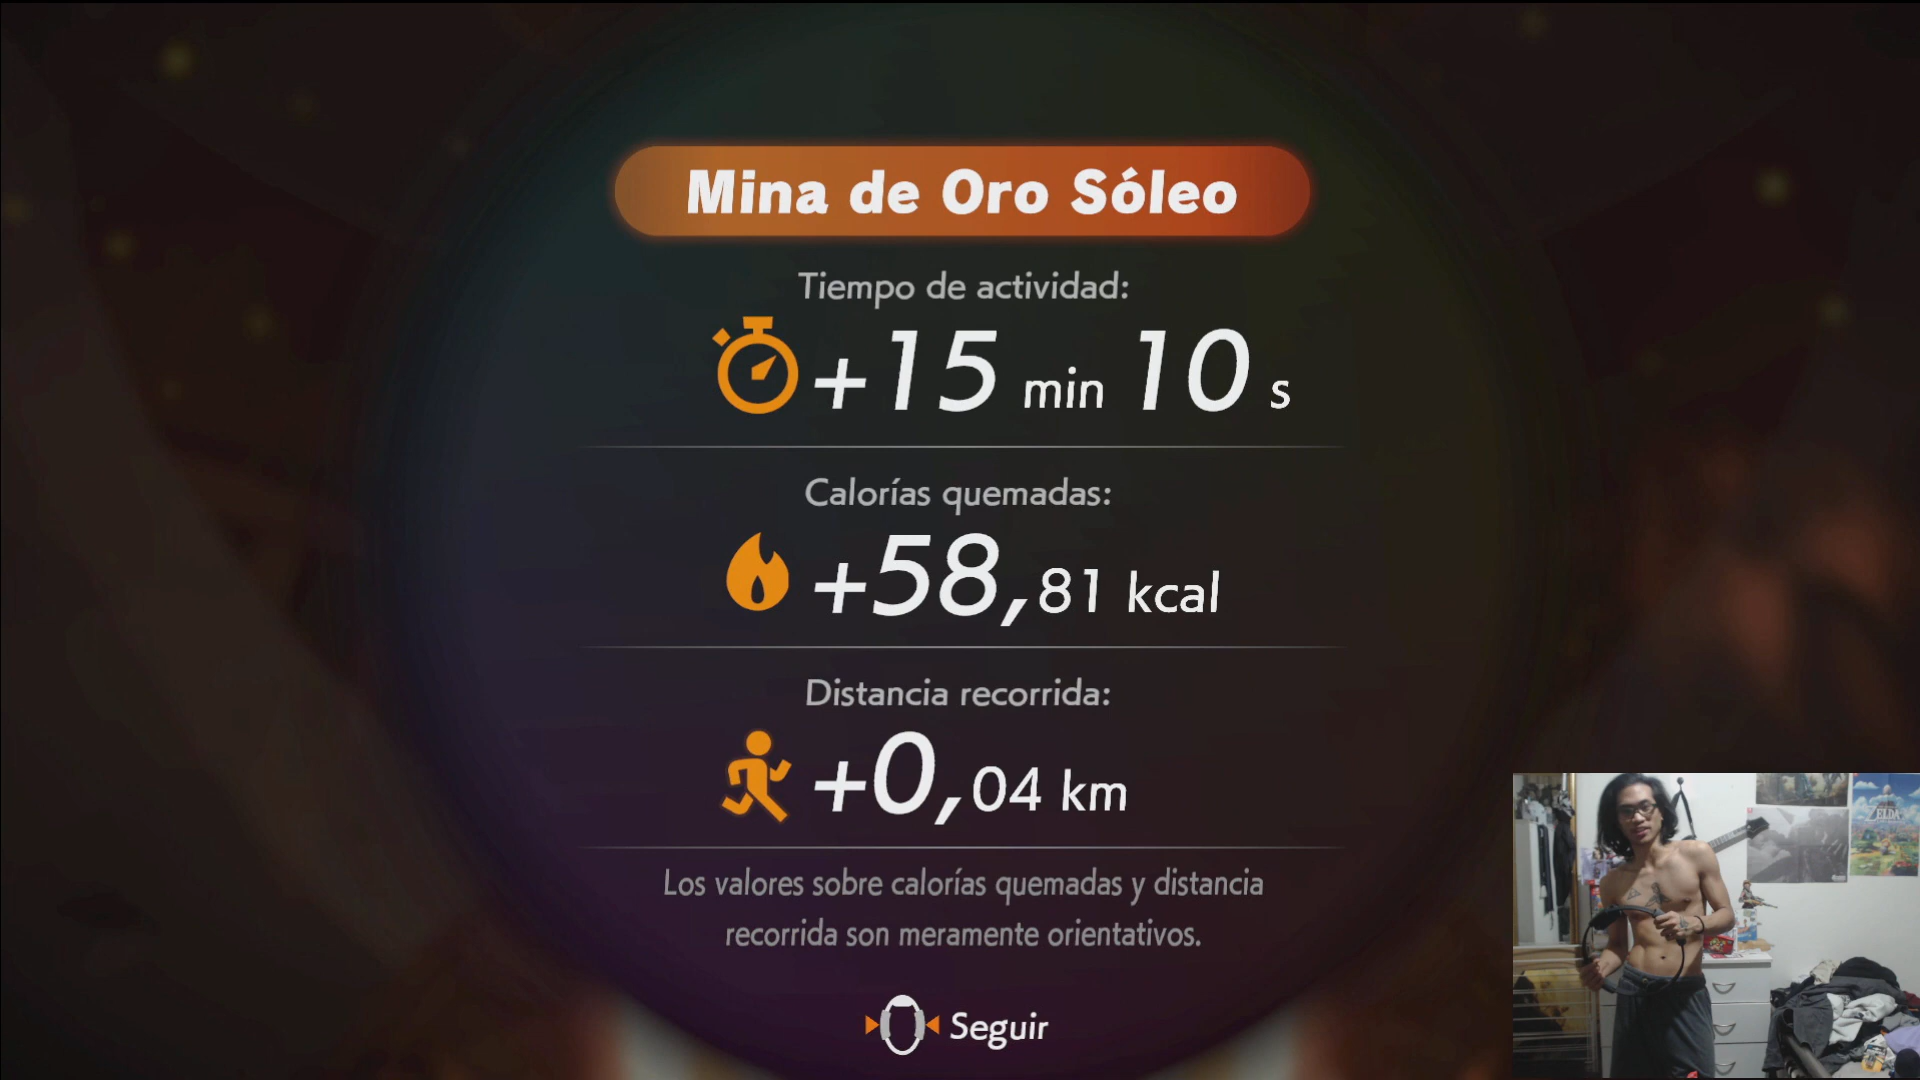 Mina de Oro Sóleo
Tiempo de actividad:
+15 min 10 s
Calorías quemadas:
+58,81 kcal
Distancia recorrida:
+0,04 km
Los valores sobre calorías quemadas y distancia
recorrida son meramente orientativos.
Seguir
ZELDA